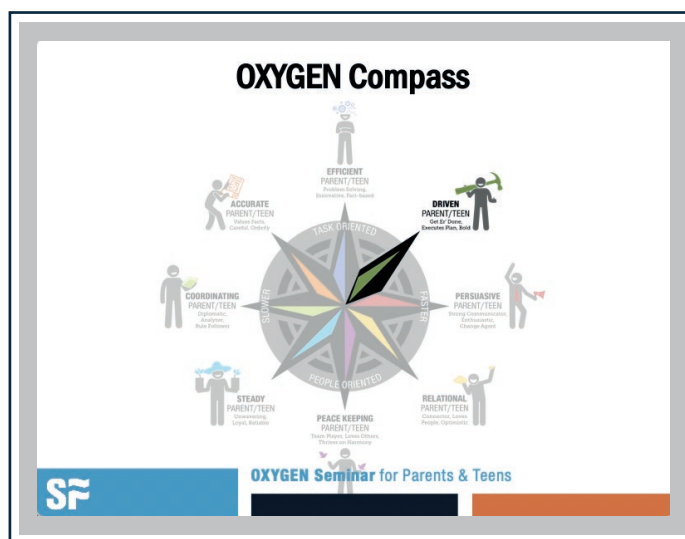 OXYGEN Compass
EFFICIENT
PARENT/TEEN
Problem Solving,
Innovative, Fact-based
ACCURATE
PARENT/TEEN
Values Facts,
Careful, Orderly
DRIVEN
PARENT/TEEN
Get Er' Done,
Executes Plan, Bold
TASK ORIENTED
COORDINATING
PARENT/TEEN
Diplomatic,
Analyzer,
Rule Follower
SLOWER
FASTER
PERSUASIVE
PARENT/TEEN
Strong Communicator,
Enthusiastic,
Change Agent
STEADY
PARENT/TEEN
Unwavering,
Loyal, Reliable
PEOPLE ORIENTED
RELATIONAL
PARENT/TEEN
Connector, Loves
People, Optimistic
PEACE KEEPING
PARENT/TEEN
Team Player, Loves Others,
Thrives on Harmony
OXYGEN Seminar for Parents & Teens
SF